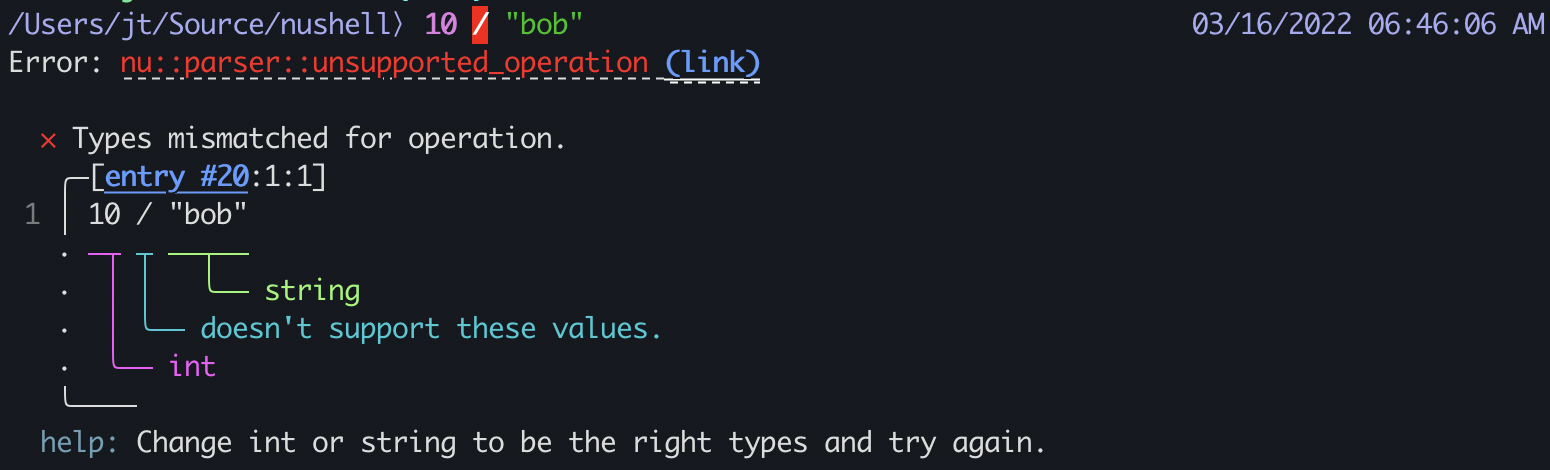 /Users/jt/Source/nushell〉 10 / "bob" 03/16/2022 06:46:06 AM
Error: nu::parser::unsupported_operation (link)
× Types mismatched for operation.
[entry #20:1:1]
1 10 / "bob"
string
doesn't support these values.
int
help: Change int or string to be the right types and try again.